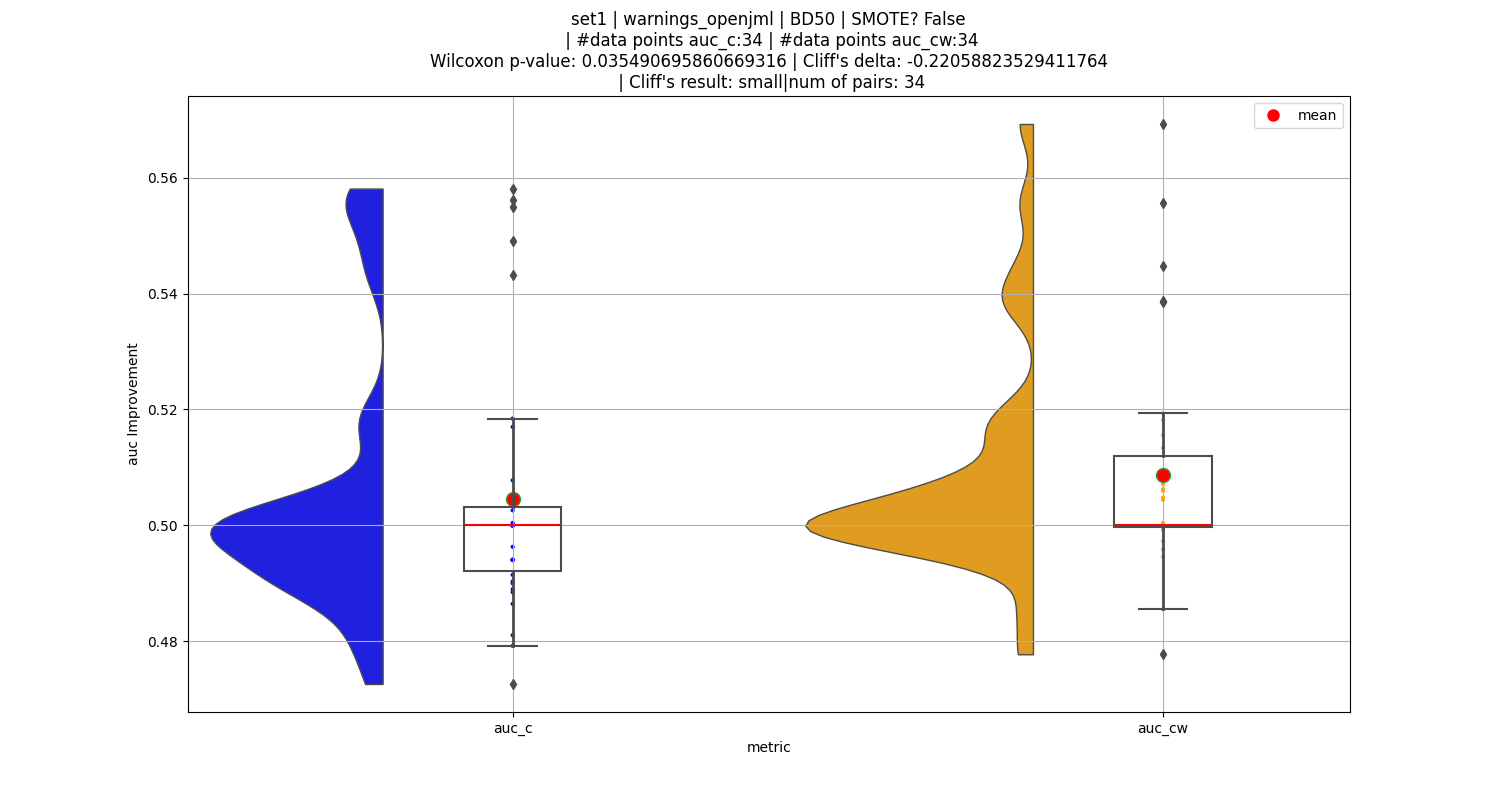 set1 | warnings_openjml | BD50 | SMOTE? False
| #data points auc_c:34 | #data points auc_cw:34
Wilcoxon p-value: 0.035490695860669316 | Cliff's delta: -0.22058823529411764
| Cliff's result: small|num of pairs: 34
mean
0.56
0.54
0.52
0.50
0.48
auc Improvement
auc_c
auc_cw
metric